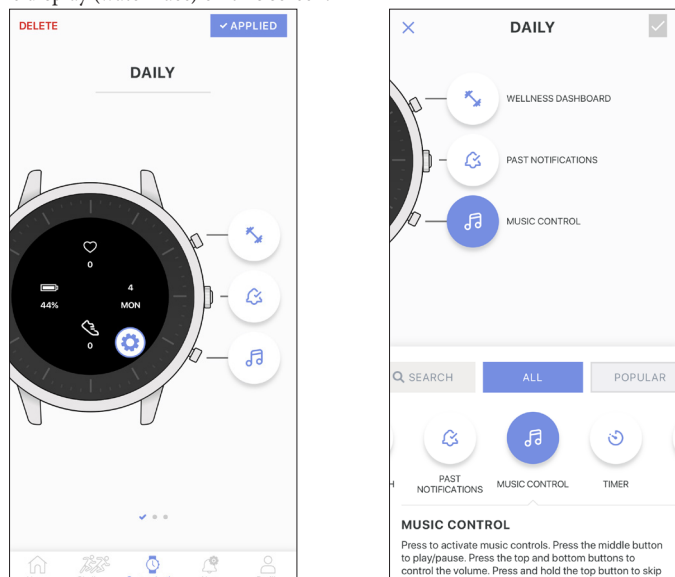 DELETE
✓ APPLIED
DAILY
0
44%
4
MON
0
DAILY
WELLNESS DASHBOARD
PAST NOTIFICATIONS
MUSIC CONTROL
SEARCH
ALL
POPULAR
H
PAST
NOTIFICATIONS
MUSIC CONTROL
TIMER
MUSIC CONTROL
Press to activate music controls. Press the middle button
to play/pause. Press the top and bottom buttons to
control the volume. Press and hold the top button to skip